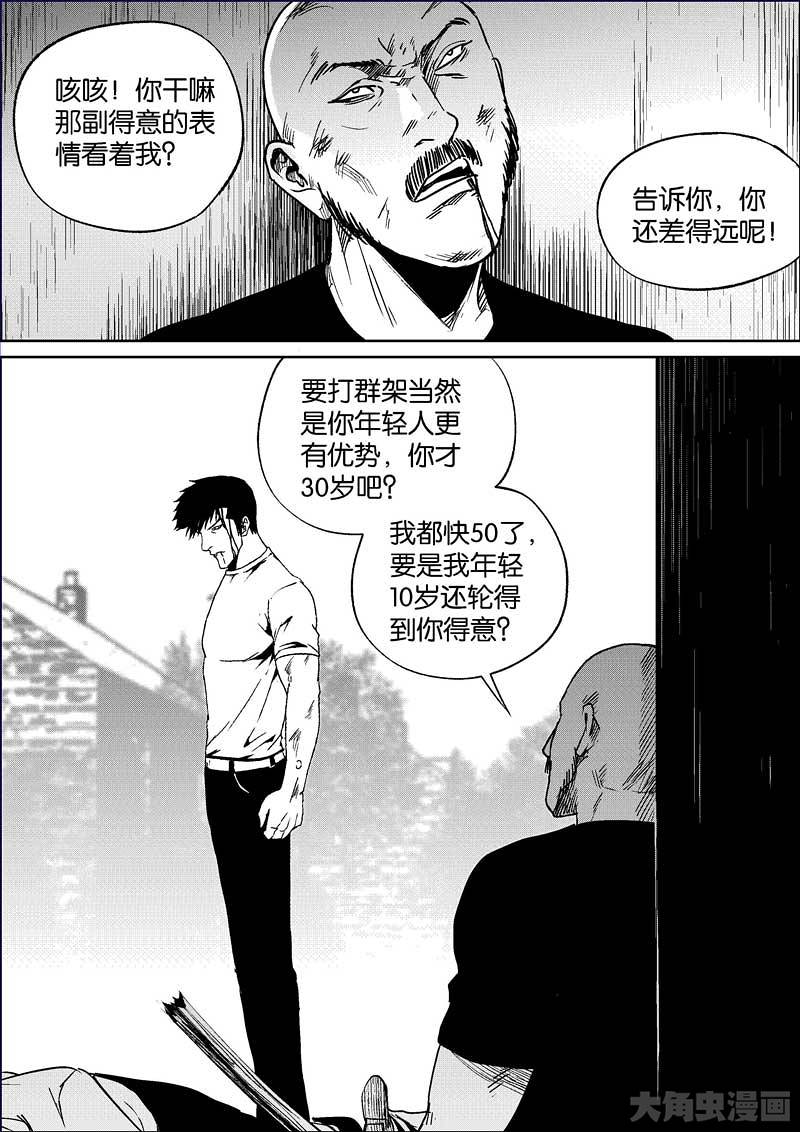 咳咳！你干嘛
那副得意的表
情看着我？
告诉你，你
还差得远呢！
要打群架当然
是你年轻人更
有优势，你才
30岁吧？
我都快50了，
要是我年轻
10岁还轮得
到你得意？
大角虫漫画